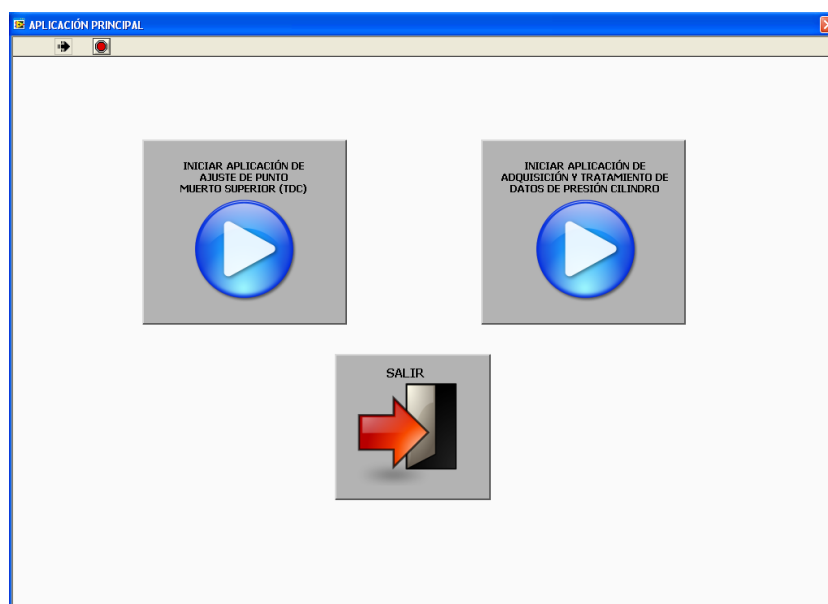 APLICACIÓN PRINCIPAL
INICIAR APLICACIÓN DE
AJUSTE DE PUNTO
MUERTO SUPERIOR (TDC)
INICIAR APLICACIÓN DE
ADQUISICIÓN Y TRATAMIENTO DE
DATOS DE PRESIÓN CILINDRO
SALIR